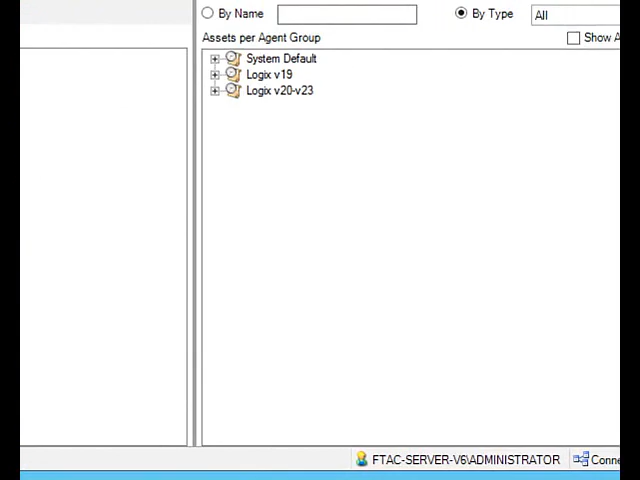 By Name By Type All
Assets per Agent Group Show A
System Default
Logix v19
Logix v20-v23
FTAC-SERVER-V6\ADMINISTRATOR Conne